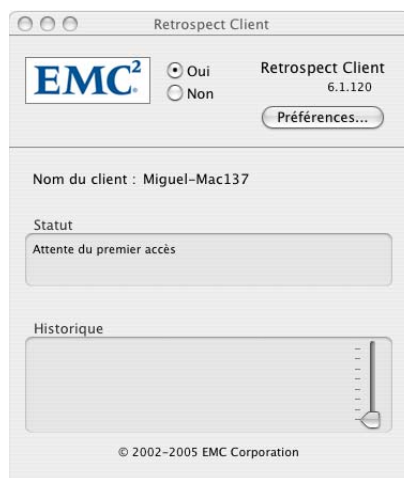 Retrospect Client
EMC²
Oui
Non
Retrospect Client
6.1.120
Préférences...
Nom du client : Miguel-Mac137
Statut
Attente du premier accès
Historique
© 2002-2005 EMC Corporation